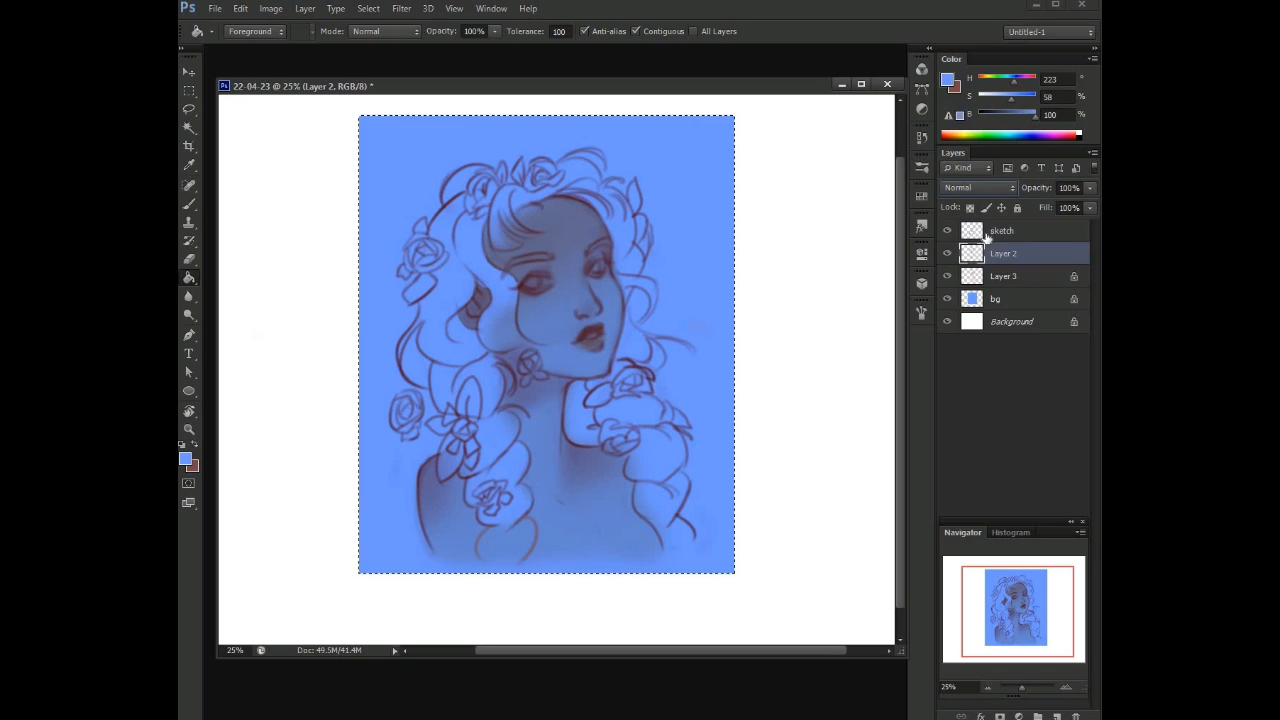 Ps File Edit Image Layer Type Select Filter 3D View Window Help
Foreground Mode: Normal Opacity: 100% Tolerance: 100 Anti-alias Contiguous All Layers Untitled-1
22-04-23 @ 25% (Layer 2, RGB/8) *
Color
H 223 °
S 58 %
B 100 %
Layers
Kind
Normal Opacity: 100%
Lock: Fill: 100%
sketch
Layer 2
Layer 3
bg
Background
Navigator Histogram
25% Doc: 49.5M/41.4M
25%